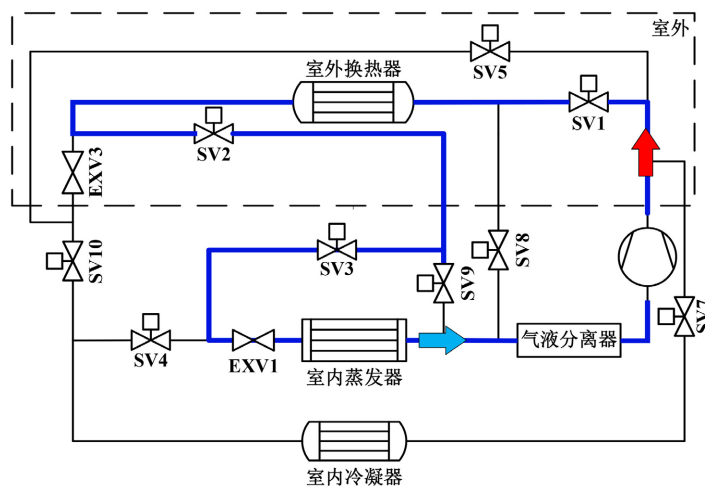 室外
SV5
室外换热器
SV1
SV2
EXV3
SV10
SV3
SV9
SV8
SV7
SV4
EXV1
室内蒸发器
气液分离器
室内冷凝器